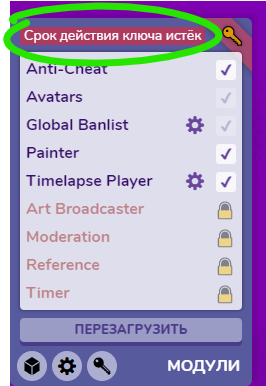 Срок действия ключа истёк
Anti-Cheat
Avatars
Global Banlist
Painter
Timelapse Player
Art Broadcaster
Moderation
Reference
Timer
ПЕРЕЗАГРУЗИТЬ
МОДУЛИ